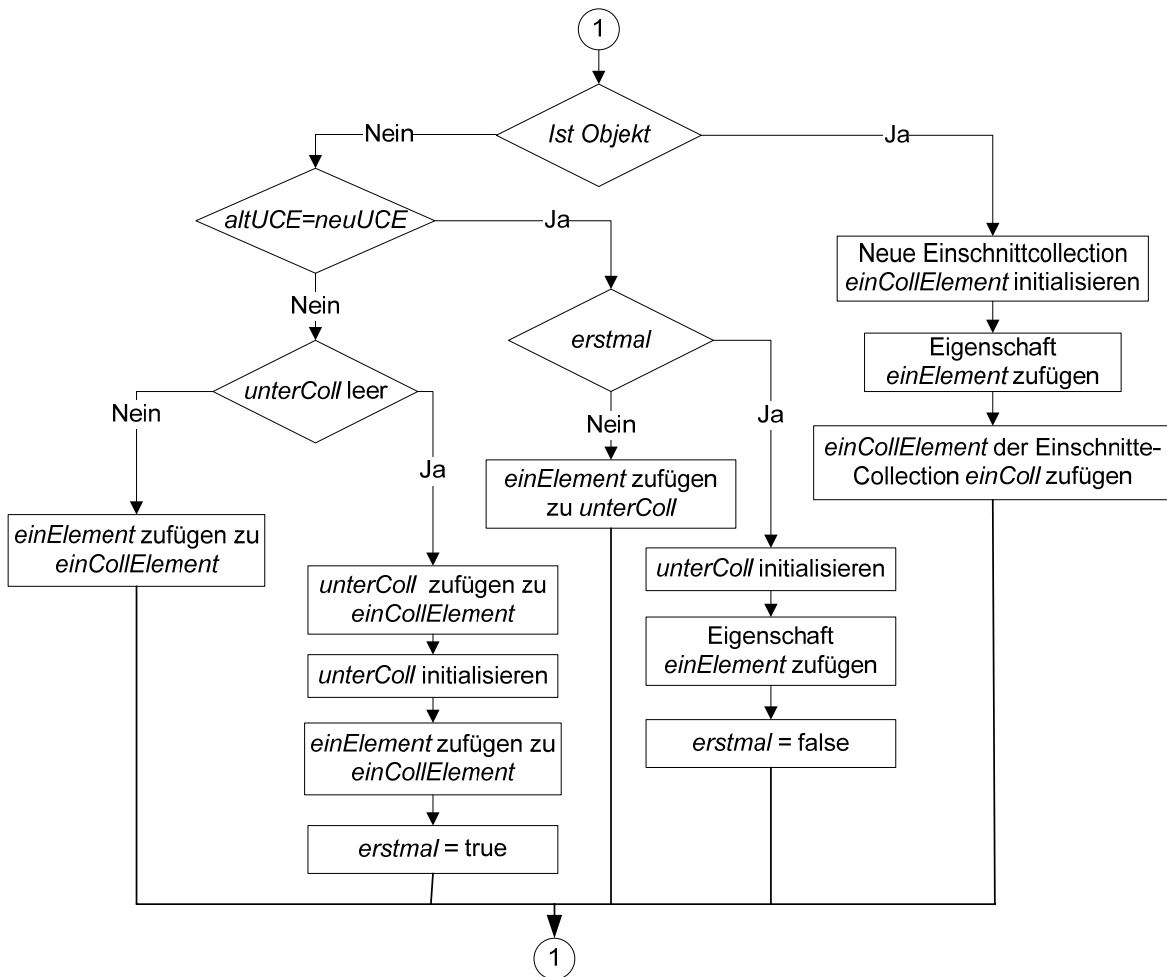 1
Ist Objekt
Nein
Ja
altUCE=neuUCE
Ja
Nein
Neue Einschnittcollection
einCollElement initialisieren
erstmal
Eigenschaft
einElement zufügen
unterColl leer
Nein
Ja
Nein
Ja
einCollElement der Einschnitte-
Collection einColl zufügen
einElement zufügen
zu unterColl
einElement zufügen zu
einCollElement
unterColl initialisieren
unterColl zufügen zu
einCollElement
Eigenschaft
einElement zufügen
unterColl initialisieren
einElement zufügen zu
einCollElement
erstmal = false
erstmal = true
1